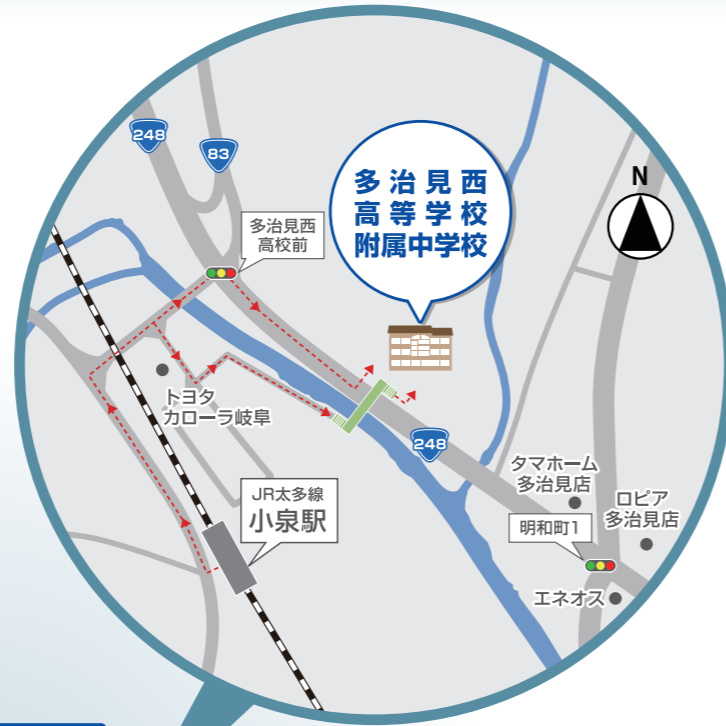 248
83
多治見西
高校前
多治見西
高等学校
附属中学校
N
トヨタ
カローラ岐阜
248
JR太多線
小泉駅
タマホーム
多治見店
ロピア
多治見店
明和町1
エネオス